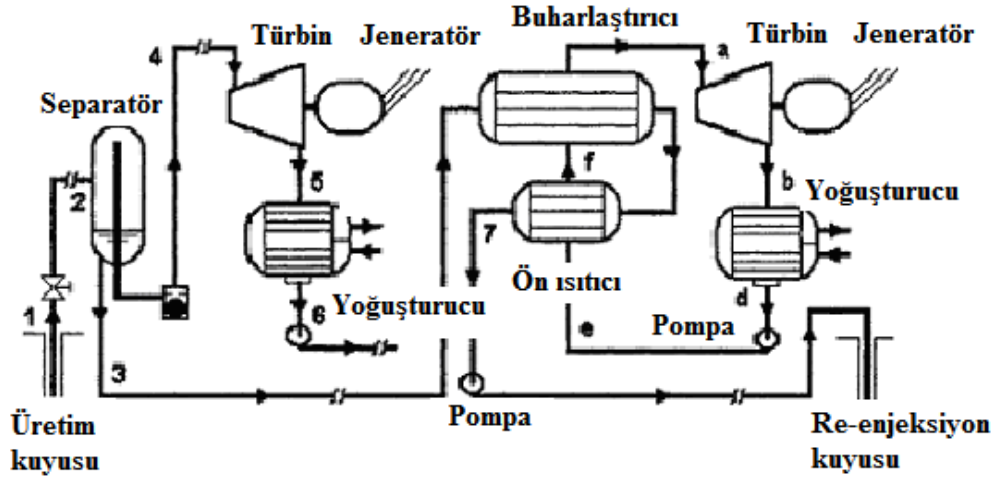 Buharlaştırıcı
Türbin Jeneratör
Türbin Jeneratör
4
a
Separatör
2
5
f
b
Yoğuşturucu
7
Ön ısıtıcı
1
6
Yoğuşturucu
d
Pompa
e
3
Pompa
Üretim
kuyusu
Re-enjeksiyon
kuyusu